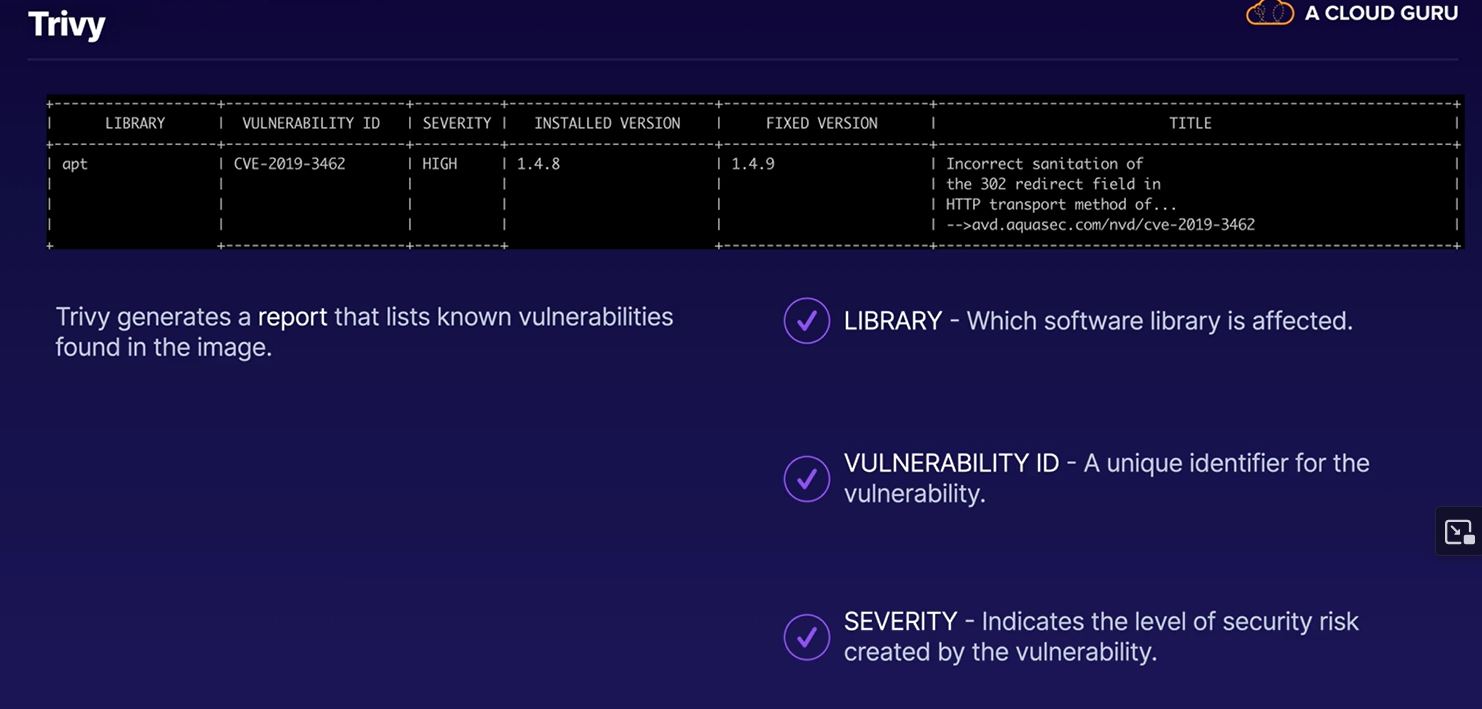 Trivy
A CLOUD GURU
LIBRARY | VULNERABILITY ID | SEVERITY | INSTALLED VERSION | FIXED VERSION | TITLE
apt | CVE-2019-3462 | HIGH | 1.4.8 | 1.4.9 | Incorrect sanitation of
the 302 redirect field in
HTTP transport method of...
-->avd.aquasec.com/nvd/cve-2019-3462
Trivy generates a report that lists known vulnerabilities
found in the image.
LIBRARY - Which software library is affected.
VULNERABILITY ID - A unique identifier for the
vulnerability.
SEVERITY - Indicates the level of security risk
created by the vulnerability.